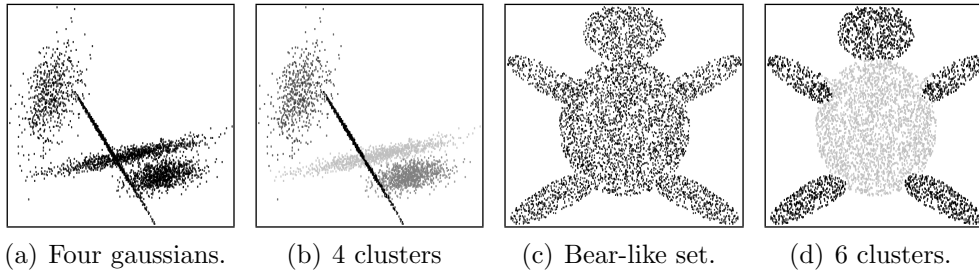 (a) Four gaussians.
(b) 4 clusters
(c) Bear-like set.
(d) 6 clusters.